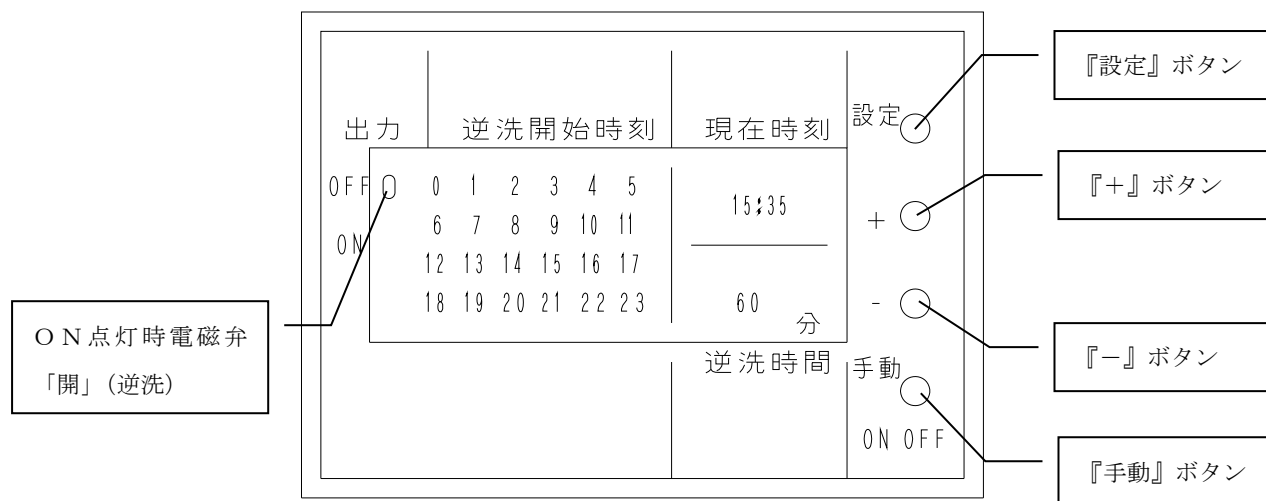 『設定』ボタン
設定
出力 逆洗開始時刻 現在時刻
『＋』ボタン
OFF 0 1 2 3 4 5
15:35
6 7 8 9 10 11
+
ON
12 13 14 15 16 17
18 19 20 21 22 23
60
-
分
ＯＮ点灯時電磁弁
「開」（逆洗）
『－』ボタン
逆洗時間
手動
ON OFF
『手動』ボタン